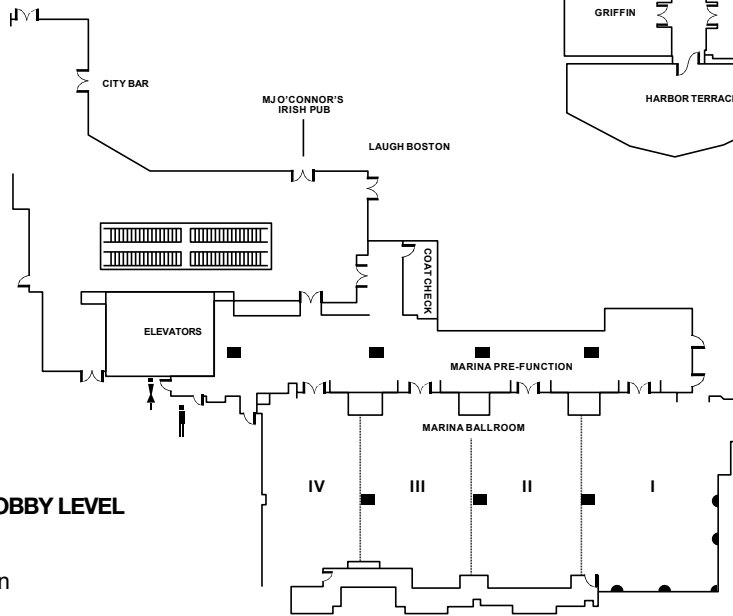 GRIFFIN
HARBOR TERRAC
CITY BAR
MJ O'CONNOR'S
IRISH PUB
LAUGH BOSTON
COAT CHECK
ELEVATORS
MARINA PRE-FUNCTION
MARINA BALLROOM
IV
III
II
I
OBBY LEVEL
n